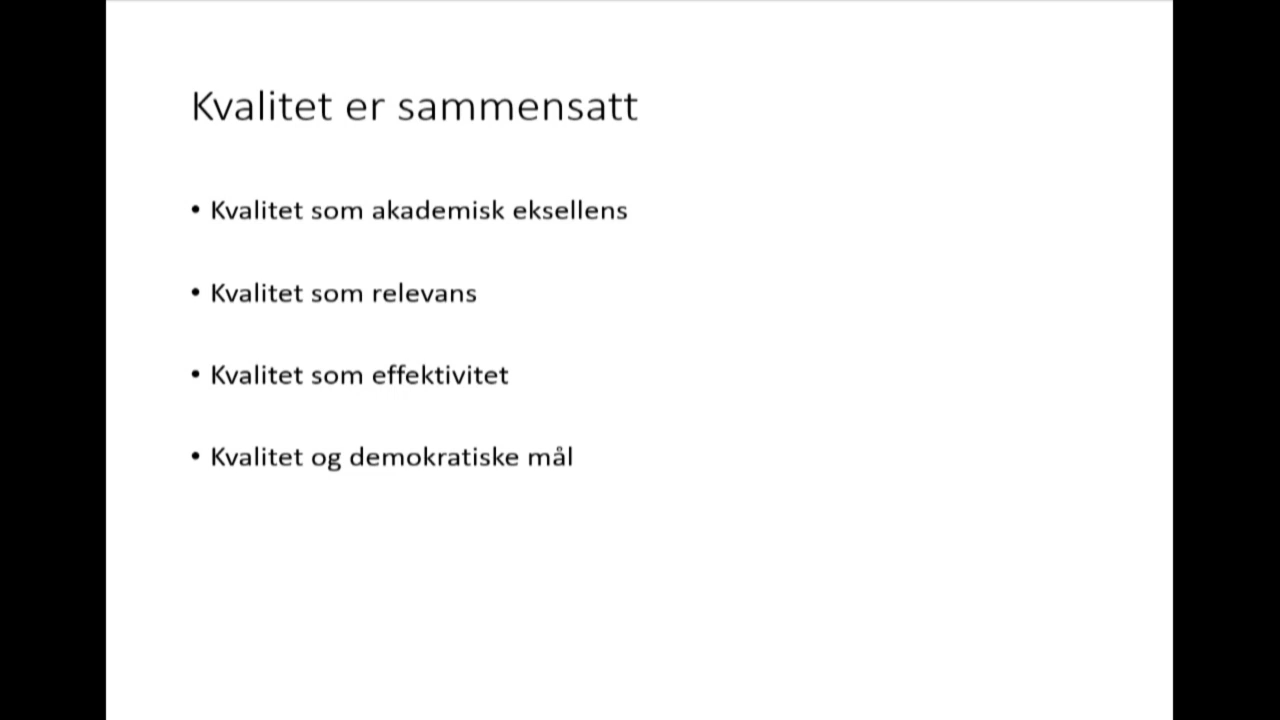 Kvalitet er sammensatt
• Kvalitet som akademisk eksellens
• Kvalitet som relevans
• Kvalitet som effektivitet
• Kvalitet og demokratiske mål